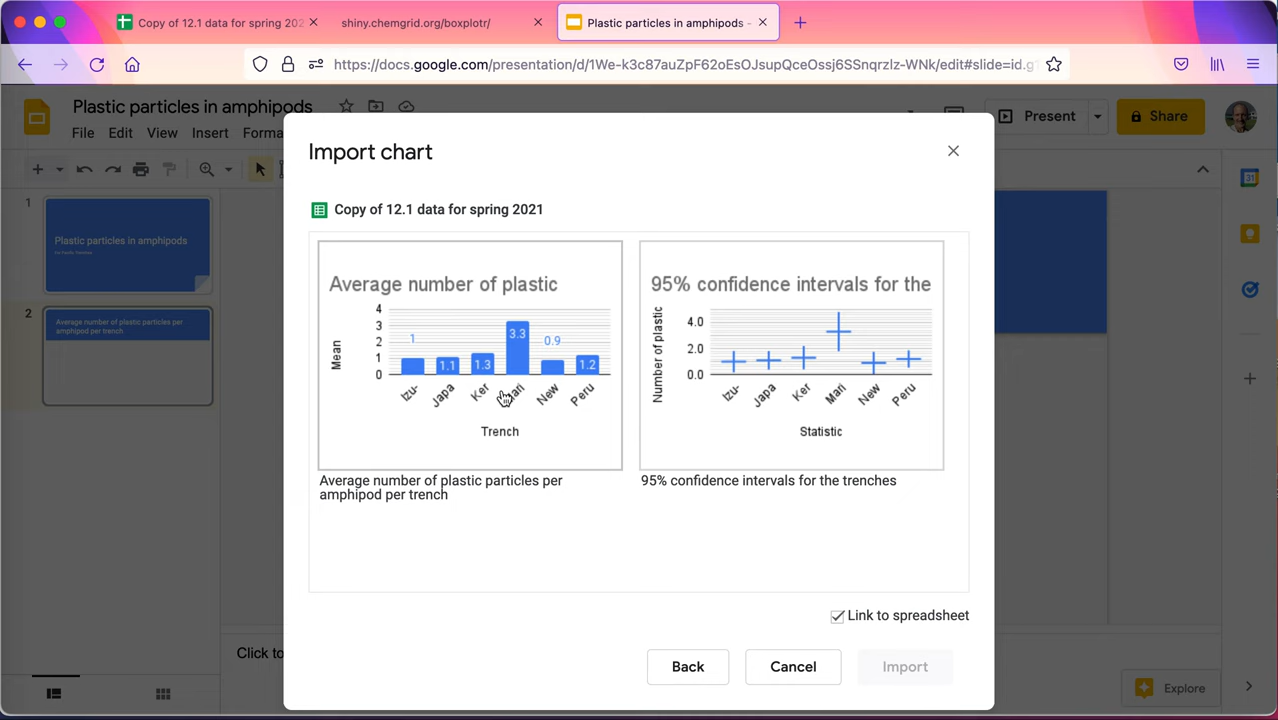 Copy of 12.1 data for spring 202
shiny.chemgrid.org/boxplotr/
Plastic particles in amphipods -
https://docs.google.com/presentation/d/1We-k3c87auZpF62oEsOJsupQceOssj6SSnqrzlz-WNk/edit#slide=id.g
Plastic particles in amphipods
File Edit View Insert Forma
Present
Share
1
Plastic particles in amphipods
2
Average number of plastic particles per
amphipod per trench
Import chart
Copy of 12.1 data for spring 2021
Average number of plastic
4
3
2
1
0
Mean
1
1.1
1.3
3.3
0.9
1.2
Izu-
Japa
Ker
Mari
New
Peru
Trench
Average number of plastic particles per
amphipod per trench
95% confidence intervals for the
Number of plastic
4.0
2.0
0.0
Izu-
Japa
Ker
Mari
New
Peru
Statistic
95% confidence intervals for the trenches
Link to spreadsheet
Back
Cancel
Import
Click to
Explore
31